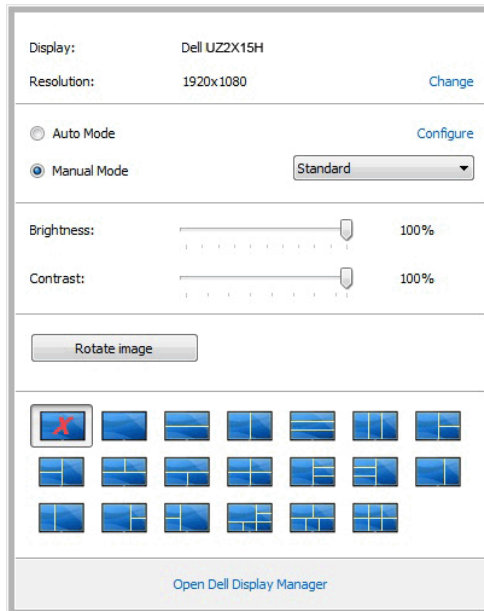 Display: Dell UZ2X15H
Resolution: 1920x1080 Change
Auto Mode Configure
Manual Mode Standard
Brightness: 100%
Contrast: 100%
Rotate image
X
Open Dell Display Manager